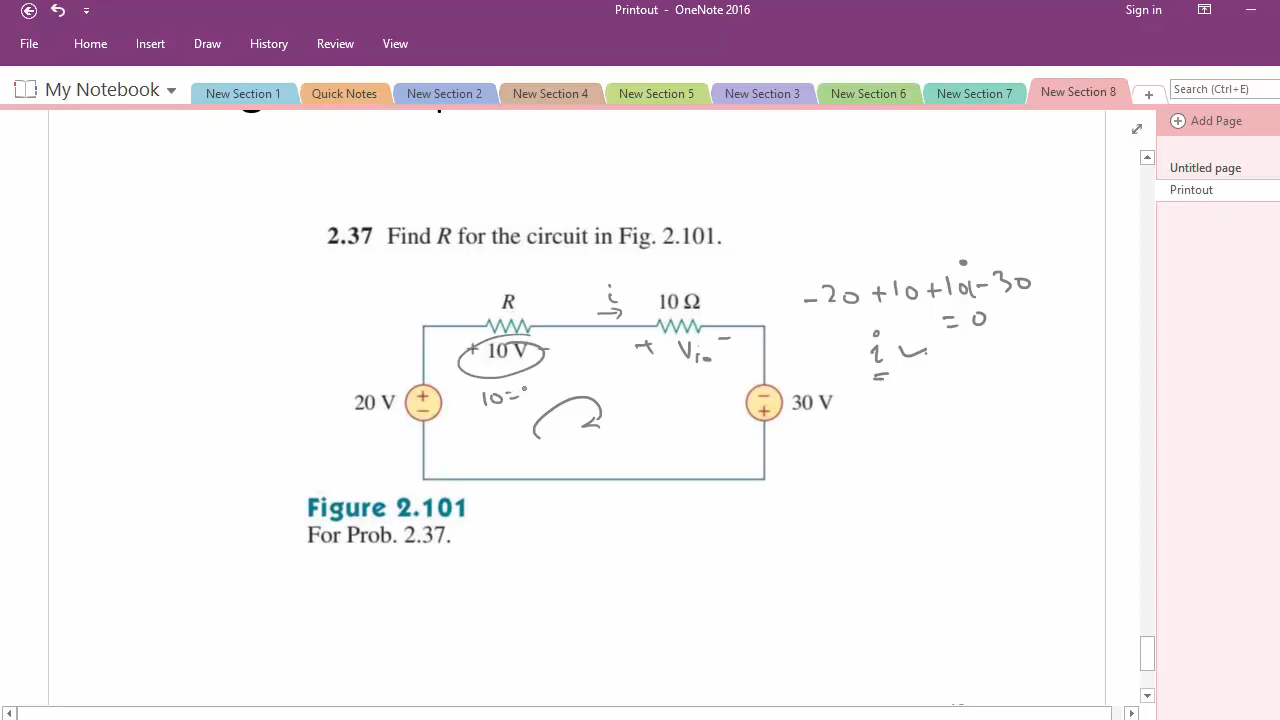 Printout - OneNote 2016
Sign in
File Home Insert Draw History Review View
My Notebook
New Section 1 Quick Notes New Section 2 New Section 4 New Section 5 New Section 3 New Section 6 New Section 7 New Section 8
Search (Ctrl+E)
Add Page
Untitled page
Printout
2.37 Find R for the circuit in Fig. 2.101.
-20 +10 +10i -30
= 0
i
R
i
10 Ω
+ 10 V -
+ V10 -
10 =
20 V
+
-
-
+
30 V
Figure 2.101
For Prob. 2.37.